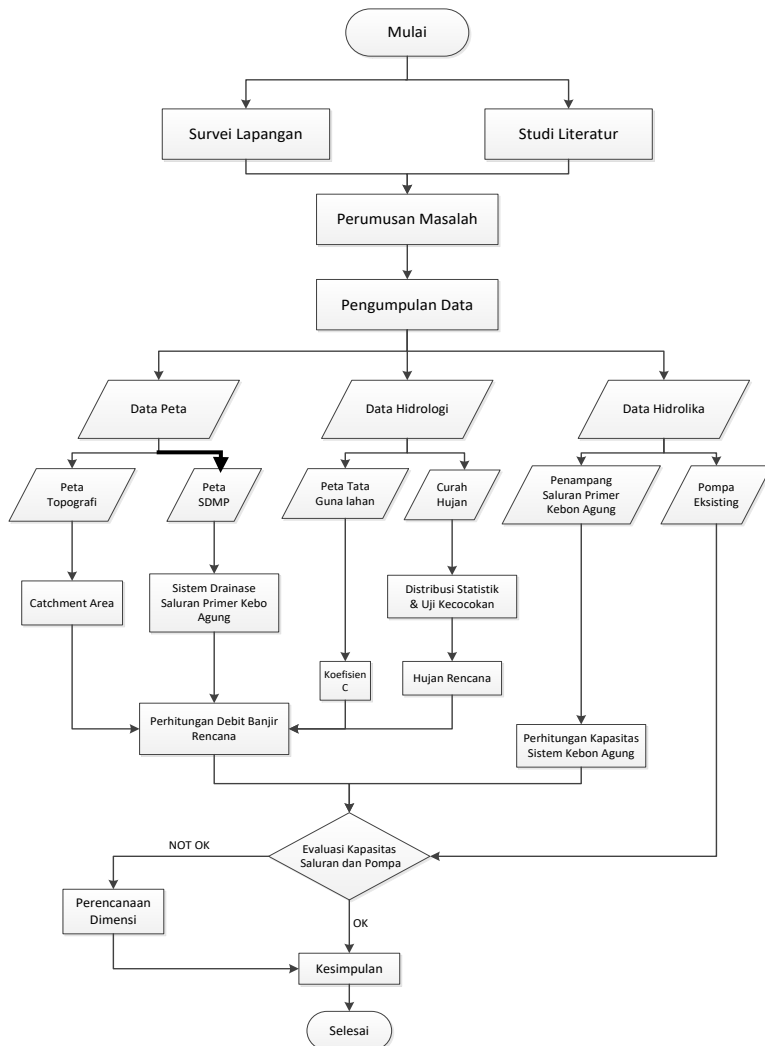 Mulai
Survei Lapangan
Studi Literatur
Perumusan Masalah
Pengumpulan Data
Data Peta
Data Hidrologi
Data Hidrolika
Peta
Topografi
Peta
SDMP
Peta Tata
Guna lahan
Curah
Hujan
Penampang
Saluran Primer
Kebon Agung
Pompa
Eksisting
Catchment Area
Sistem Drainase
Saluran Primer Kebo
Agung
Distribusi Statistik
& Uji Kecocokan
Koefisien
C
Hujan Rencana
Perhitungan Debit Banjir
Rencana
Perhitungan Kapasitas
Sistem Kebon Agung
Evaluasi Kapasitas
Saluran dan Pompa
NOT OK
Perencanaan
Dimensi
OK
Kesimpulan
Selesai